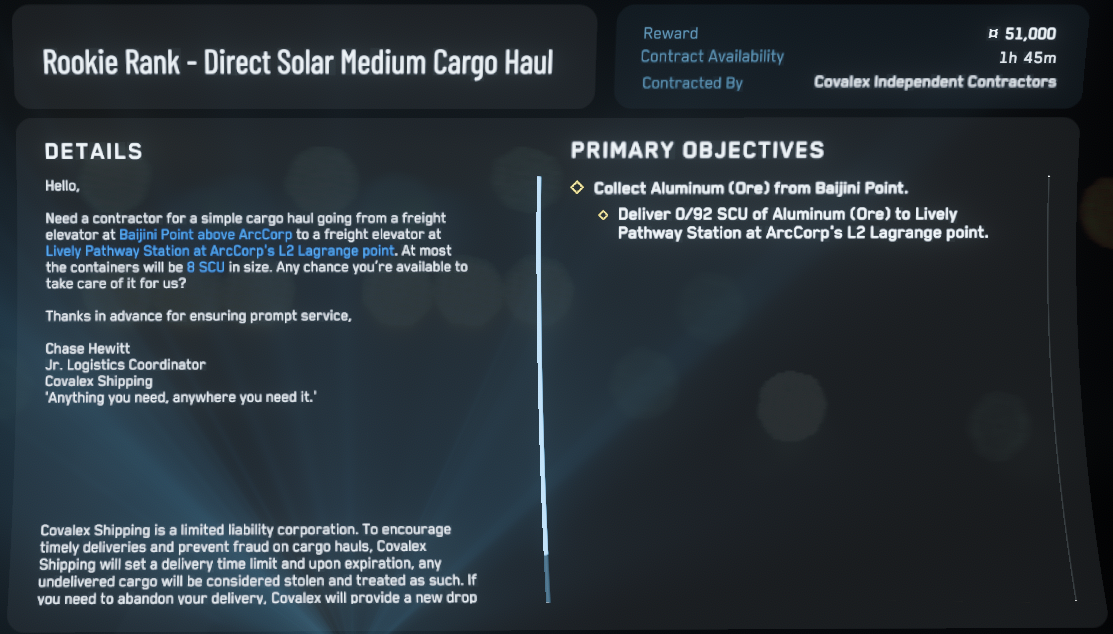 Rookie Rank - Direct Solar Medium Cargo Haul
Reward ¤ 51,000
Contract Availability 1h 45m
Contracted By Covalex Independent Contractors
DETAILS
Hello,
Need a contractor for a simple cargo haul going from a freight
elevator at Baijini Point above ArcCorp to a freight elevator at
Lively Pathway Station at ArcCorp's L2 Lagrange point. At most
the containers will be 8 SCU in size. Any chance you're available to
take care of it for us?
Thanks in advance for ensuring prompt service,
Chase Hewitt
Jr. Logistics Coordinator
Covalex Shipping
'Anything you need, anywhere you need it.'
Covalex Shipping is a limited liability corporation. To encourage
timely deliveries and prevent fraud on cargo hauls, Covalex
Shipping will set a delivery time limit and upon expiration, any
undelivered cargo will be considered stolen and treated as such. If
you need to abandon your delivery, Covalex will provide a new drop
PRIMARY OBJECTIVES
Collect Aluminum (Ore) from Baijini Point.
Deliver 0/92 SCU of Aluminum (Ore) to Lively
Pathway Station at ArcCorp's L2 Lagrange point.